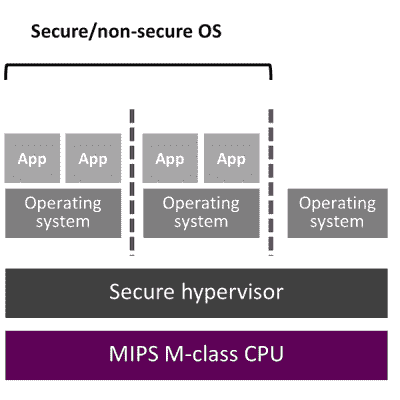 Secure/non-secure OS
App App App App
Operating system Operating system Operating system
Secure hypervisor
MIPS M-class CPU